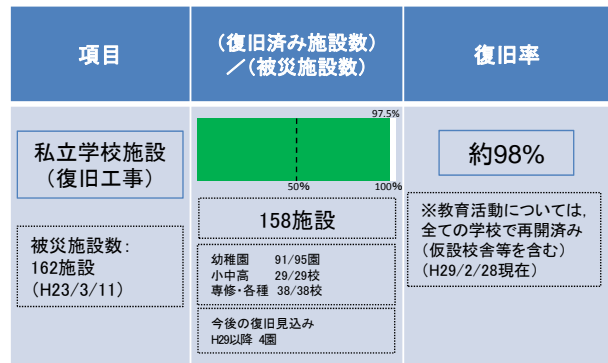 項目
(復旧済み施設数)
／(被災施設数)
復旧率
私立学校施設
(復旧工事)
被災施設数：
162施設
(H23/3/11)
97.5%
50%
100%
158施設
幼稚園 91/95園
小中高 29/29校
専修・各種 38/38校
今後の復旧見込み
H29以降 4園
約98%
※教育活動については,
全ての学校で再開済み
(仮設校舎等を含む)
(H29/2/28現在)